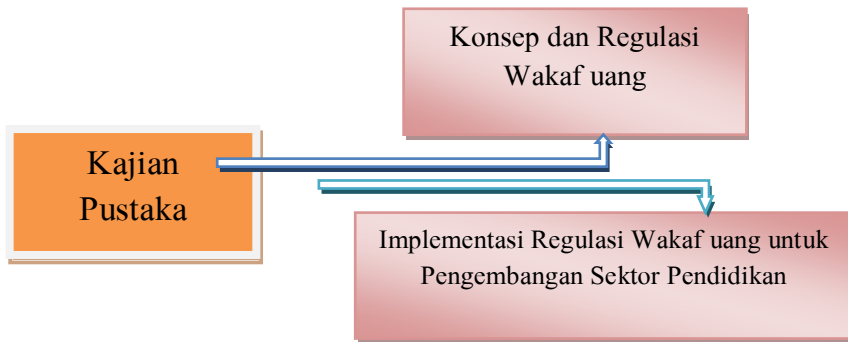 Konsep dan Regulasi
Wakaf uang
Kajian
Pustaka
Implementasi Regulasi Wakaf uang untuk
Pengembangan Sektor Pendidikan